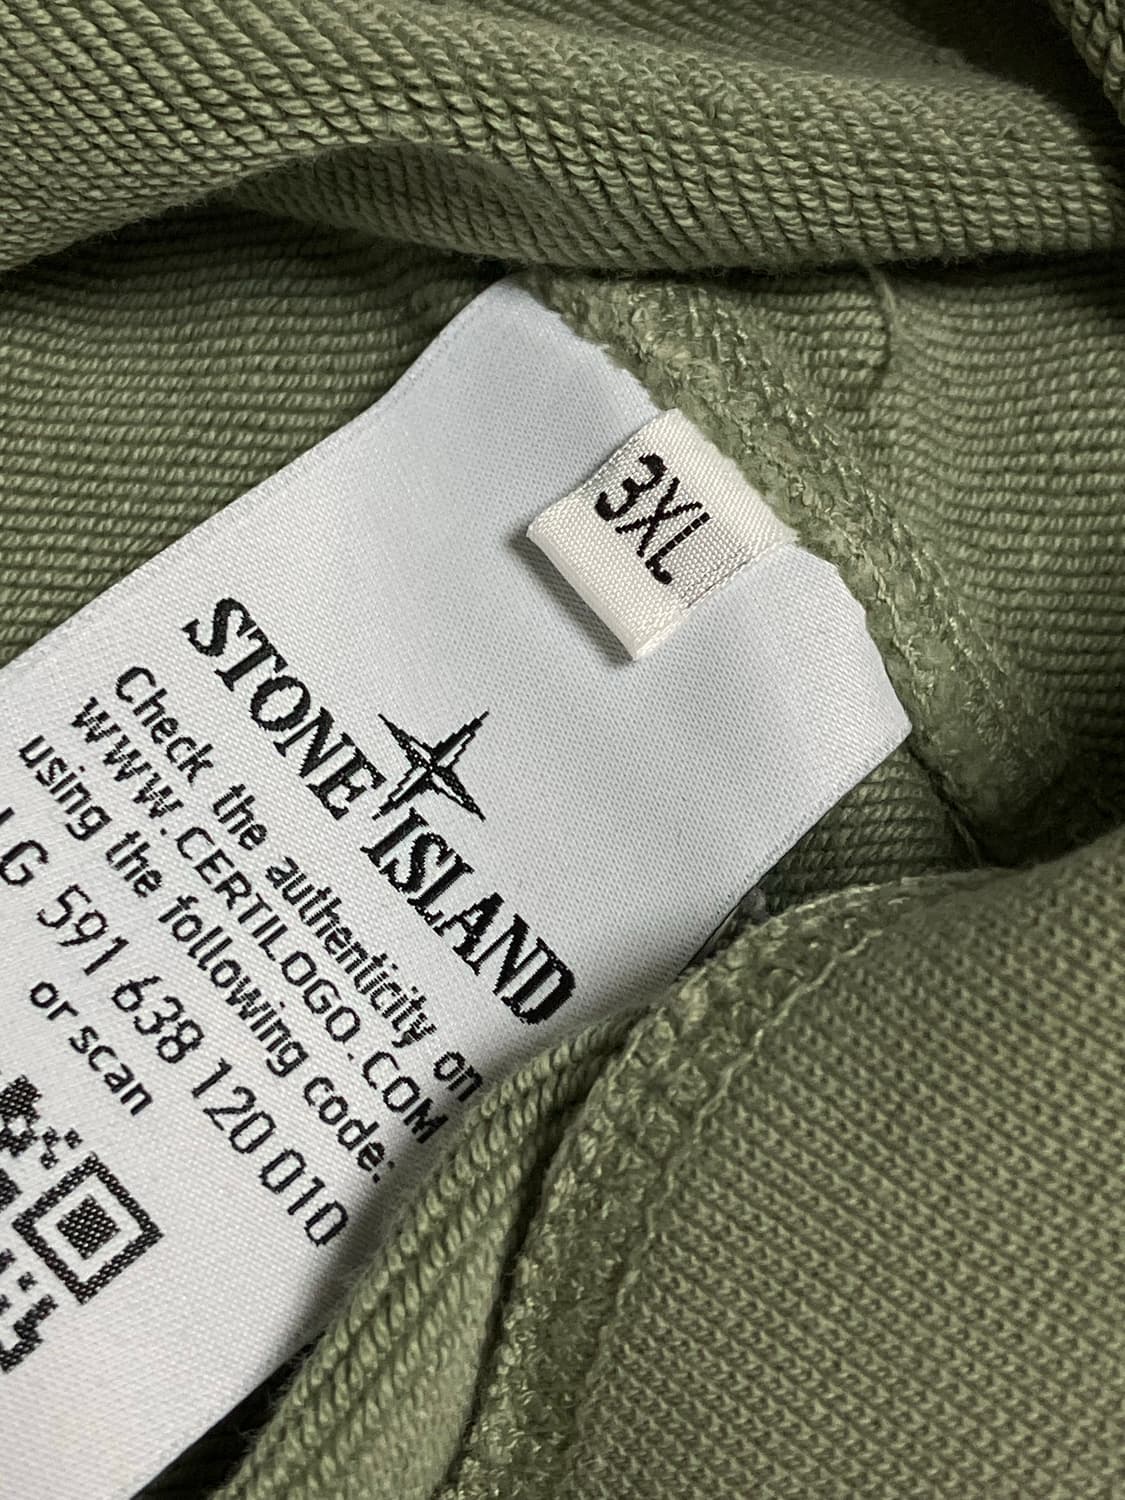 3XL
STONE ISLAND
Check the authenticity on
WWW.CERTILOGO.COM
using the following code:
LG 591 638 120 010
or scan